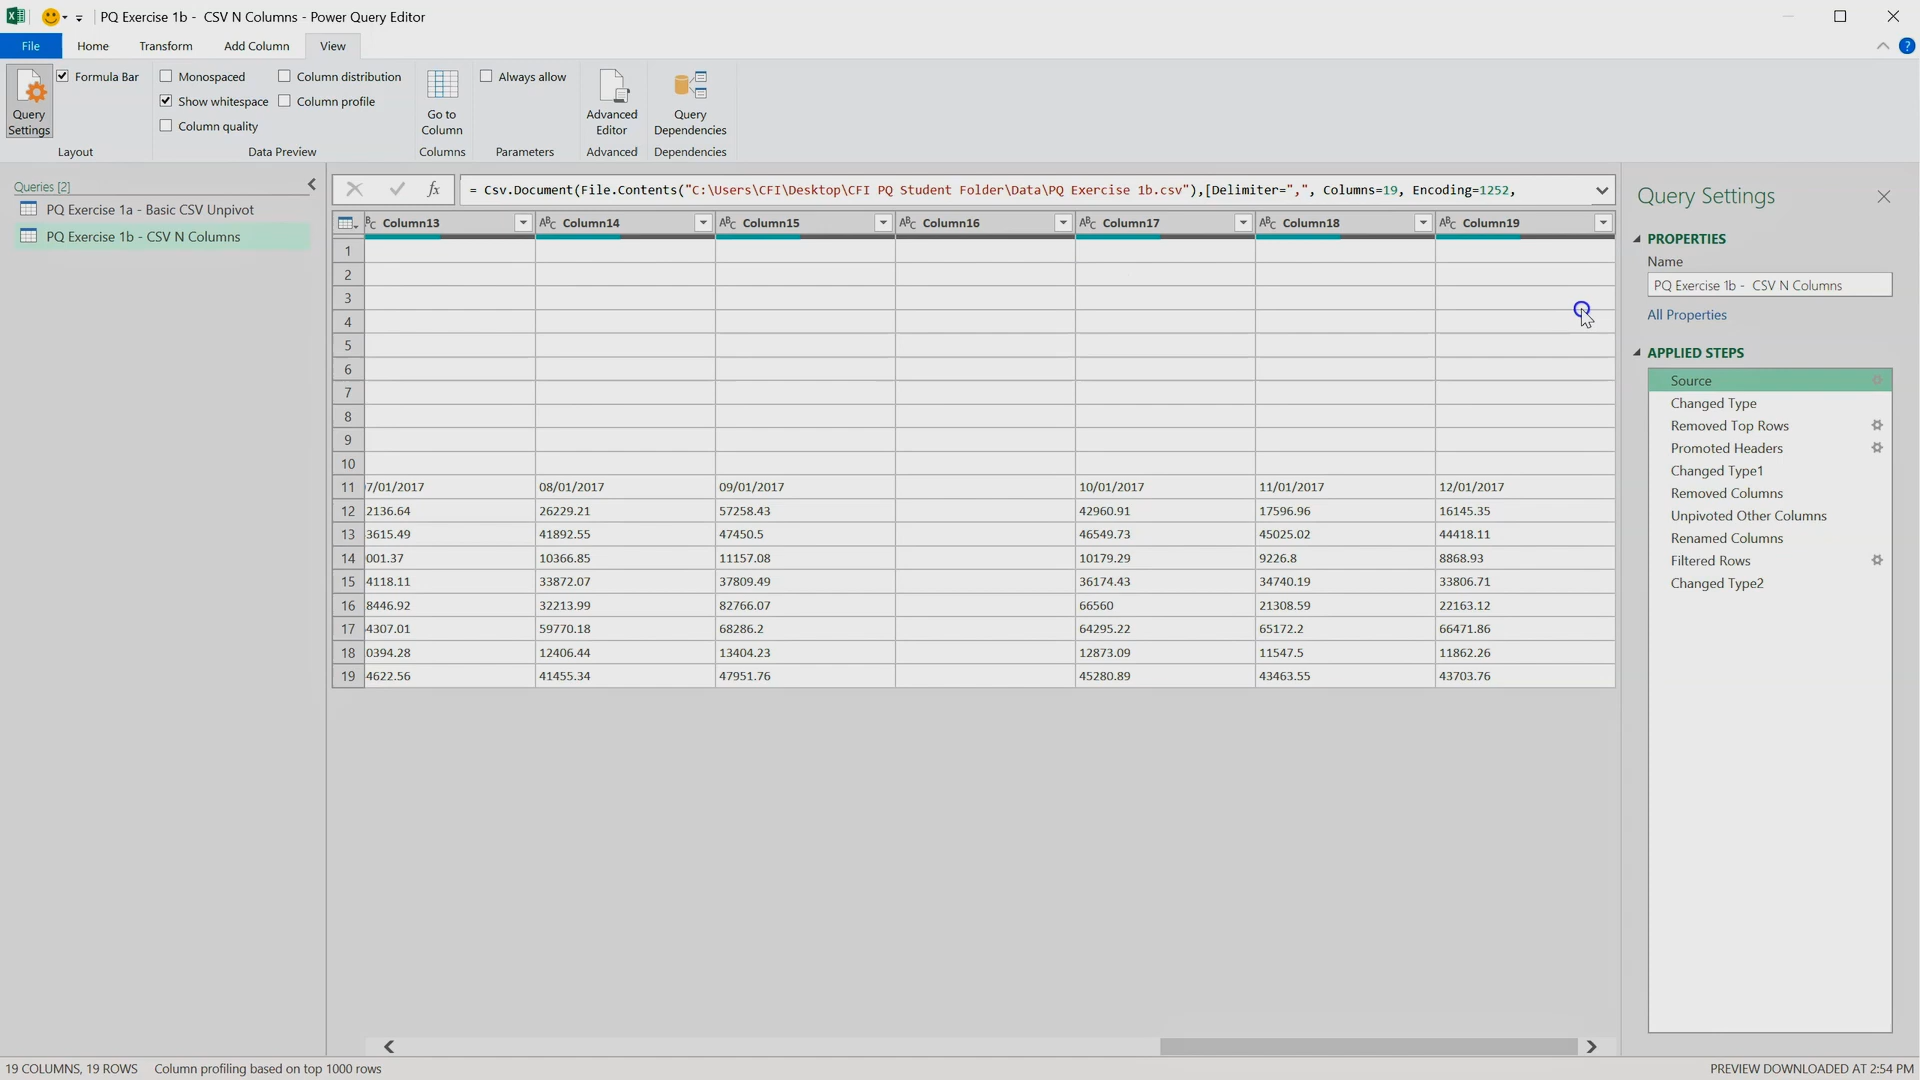 PQ Exercise 1b -  CSV N Columns - Power Query Editor
File Home Transform Add Column View
Query Settings
Formula Bar
Layout
Monospaced
Show whitespace
Column quality
Column distribution
Column profile
Data Preview
Go to Column
Columns
Always allow
Parameters
Advanced Editor
Advanced
Query Dependencies
Dependencies
Queries [2]
PQ Exercise 1a - Basic CSV Unpivot
PQ Exercise 1b - CSV N Columns
fx
= Csv.Document(File.Contents("C:\Users\CFI\Desktop\CFI PQ Student Folder\Data\PQ Exercise 1b.csv"),[Delimiter=",", Columns=19, Encoding=1252,
Column13 ABC Column14 ABC Column15 ABC Column16 ABC Column17 ABC Column18 ABC Column19
1
2
3
4
5
6
7
8
9
10
11 7/01/2017 08/01/2017 09/01/2017 10/01/2017 11/01/2017 12/01/2017
12 2136.64 26229.21 57258.43 42960.91 17596.96 16145.35
13 3615.49 41892.55 47450.5 46549.73 45025.02 44418.11
14 001.37 10366.85 11157.08 10179.29 9226.8 8868.93
15 4118.11 33872.07 37809.49 36174.43 34740.19 33806.71
16 8446.92 32213.99 82766.07 66560 21308.59 22163.12
17 4307.01 59770.18 68286.2 64295.22 65172.2 66471.86
18 0394.28 12406.44 13404.23 12873.09 11547.5 11862.26
19 4622.56 41455.34 47951.76 45280.89 43463.55 43703.76
Query Settings
PROPERTIES
Name
PQ Exercise 1b -  CSV N Columns
All Properties
APPLIED STEPS
Source
Changed Type
Removed Top Rows
Promoted Headers
Changed Type1
Removed Columns
Unpivoted Other Columns
Renamed Columns
Filtered Rows
Changed Type2
19 COLUMNS, 19 ROWS
Column profiling based on top 1000 rows
PREVIEW DOWNLOADED AT 2:54 PM